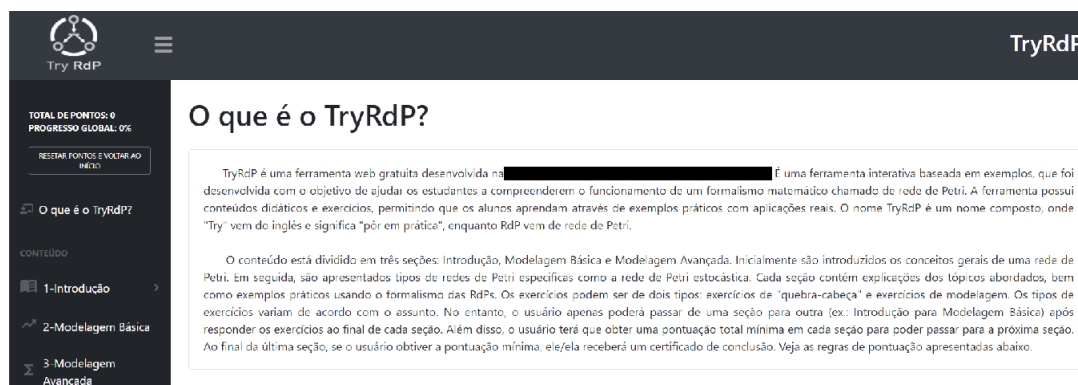 Try RdP
TryRdP
TOTAL DE PONTOS: 0
PROGRESSO GLOBAL: 0%
RESETAR PONTOS E VOLTAR AO
INÍCIO
O que é o TryRdP?
CONTEÚDO
1-Introdução
2-Modelagem Básica
3-Modelagem
Avançada
O que é o TryRdP?
TryRdP é uma ferramenta web gratuita desenvolvida na É uma ferramenta interativa baseada em exemplos, que foi
desenvolvida com o objetivo de ajudar os estudantes a compreenderem o funcionamento de um formalismo matemático chamado de rede de Petri. A ferramenta possui
conteúdos didáticos e exercícios, permitindo que os alunos aprendam através de exemplos práticos com aplicações reais. O nome TryRdP é um nome composto, onde
"Try" vem do inglês e significa "pôr em prática", enquanto RdP vem de rede de Petri.
O conteúdo está dividido em três seções: Introdução, Modelagem Básica e Modelagem Avançada. Inicialmente são introduzidos os conceitos gerais de uma rede de
Petri. Em seguida, são apresentados tipos de redes de Petri específicas como a rede de Petri estocástica. Cada seção contém explicações dos tópicos abordados, bem
como exemplos práticos usando o formalismo das RdPs. Os exercícios podem ser de dois tipos: exercícios de "quebra-cabeça" e exercícios de modelagem. Os tipos de
exercícios variam de acordo com o assunto. No entanto, o usuário apenas poderá passar de uma seção para outra (ex.: Introdução para Modelagem Básica) após
responder os exercícios ao final de cada seção. Além disso, o usuário terá que obter uma pontuação total mínima em cada seção para poder passar para a próxima seção.
Ao final da última seção, se o usuário obtiver a pontuação mínima, ele/ela receberá um certificado de conclusão. Veja as regras de pontuação apresentadas abaixo.